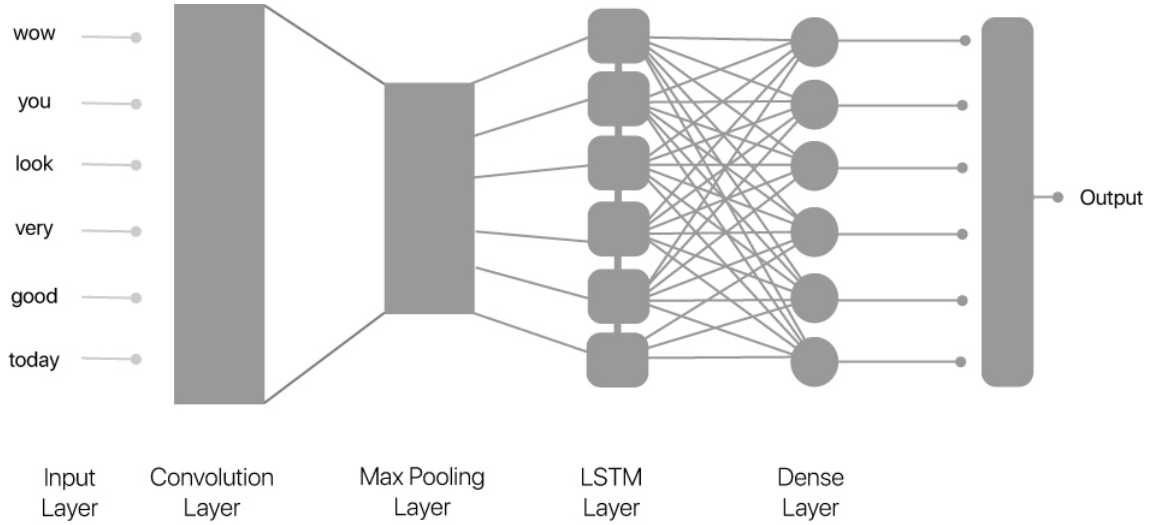 wow
you
look
very
good
today
Output
Input
Layer
Convolution
Layer
Max Pooling
Layer
LSTM
Layer
Dense
Layer